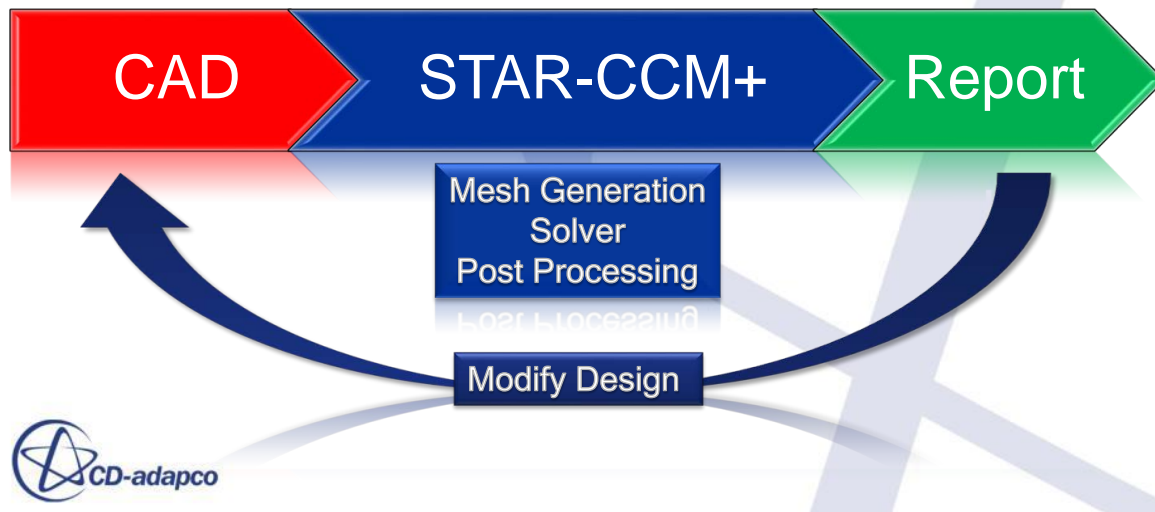 CAD
STAR-CCM+
Report
Mesh Generation
Solver
Post Processing
Modify Design
CD-adapco